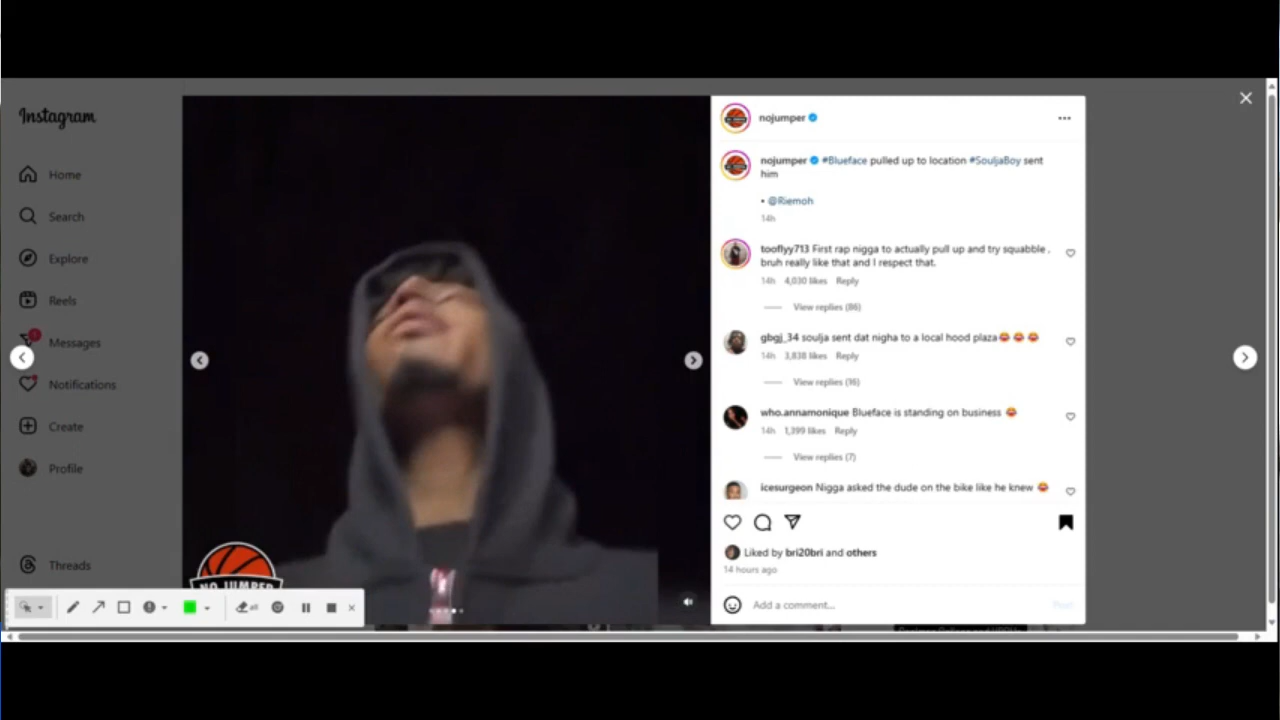 Instagram
Home
Search
Explore
Reels
Messages
Notifications
Create
Profile
Threads
NO JUMPER
nojumper
nojumper #Blueface pulled up to location #SouljaBoy sent
him
• @Riemoh
14h
tooflyy713 First rap nigga to actually pull up and try squabble .
bruh really like that and I respect that.
14h 4,030 likes Reply
View replies (86)
gbgj_34 soulja sent dat nigha to a local hood plaza😂 😂 😂
14h 3,838 likes Reply
View replies (16)
who.annamonique Blueface is standing on business 😂
14h 1,399 likes Reply
View replies (7)
icesurgeon Nigga asked the dude on the bike like he knew 😂
Liked by bri20bri and others
14 hours ago
Add a comment...
Post